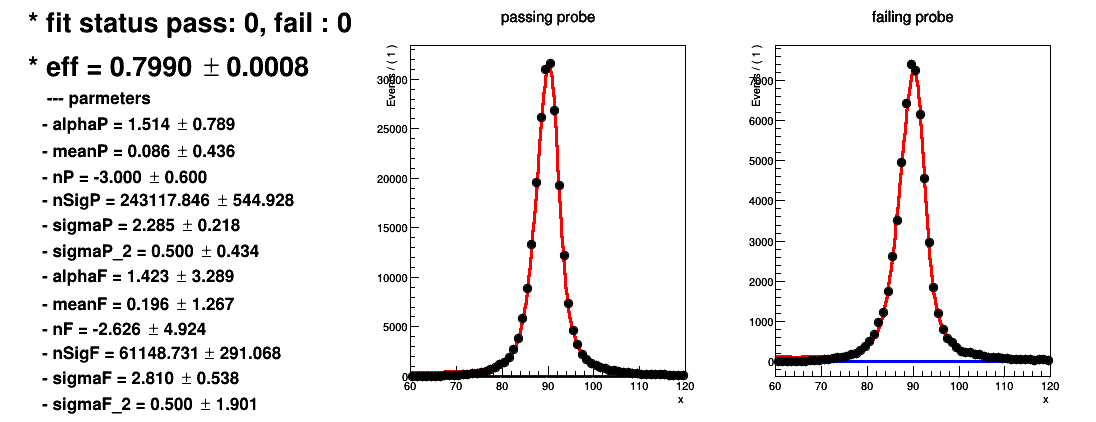 * fit status pass: 0, fail : 0
* eff = 0.7990 ± 0.0008
--- parmeters
- alphaP = 1.514 ± 0.789
- meanP = 0.086 ± 0.436
- nP = -3.000 ± 0.600
- nSigP = 243117.846 ± 544.928
- sigmaP = 2.285 ± 0.218
- sigmaP_2 = 0.500 ± 0.434
- alphaF = 1.423 ± 3.289
- meanF = 0.196 ± 1.267
- nF = -2.626 ± 4.924
- nSigF = 61148.731 ± 291.068
- sigmaF = 2.810 ± 0.538
- sigmaF_2 = 0.500 ± 1.901
passing probe
Events / ( 1 )
30000
25000
20000
15000
10000
5000
0
60 70 80 90 100 110 120
x
failing probe
Events / ( 1 )
7000
6000
5000
4000
3000
2000
1000
0
60 70 80 90 100 110 120
x